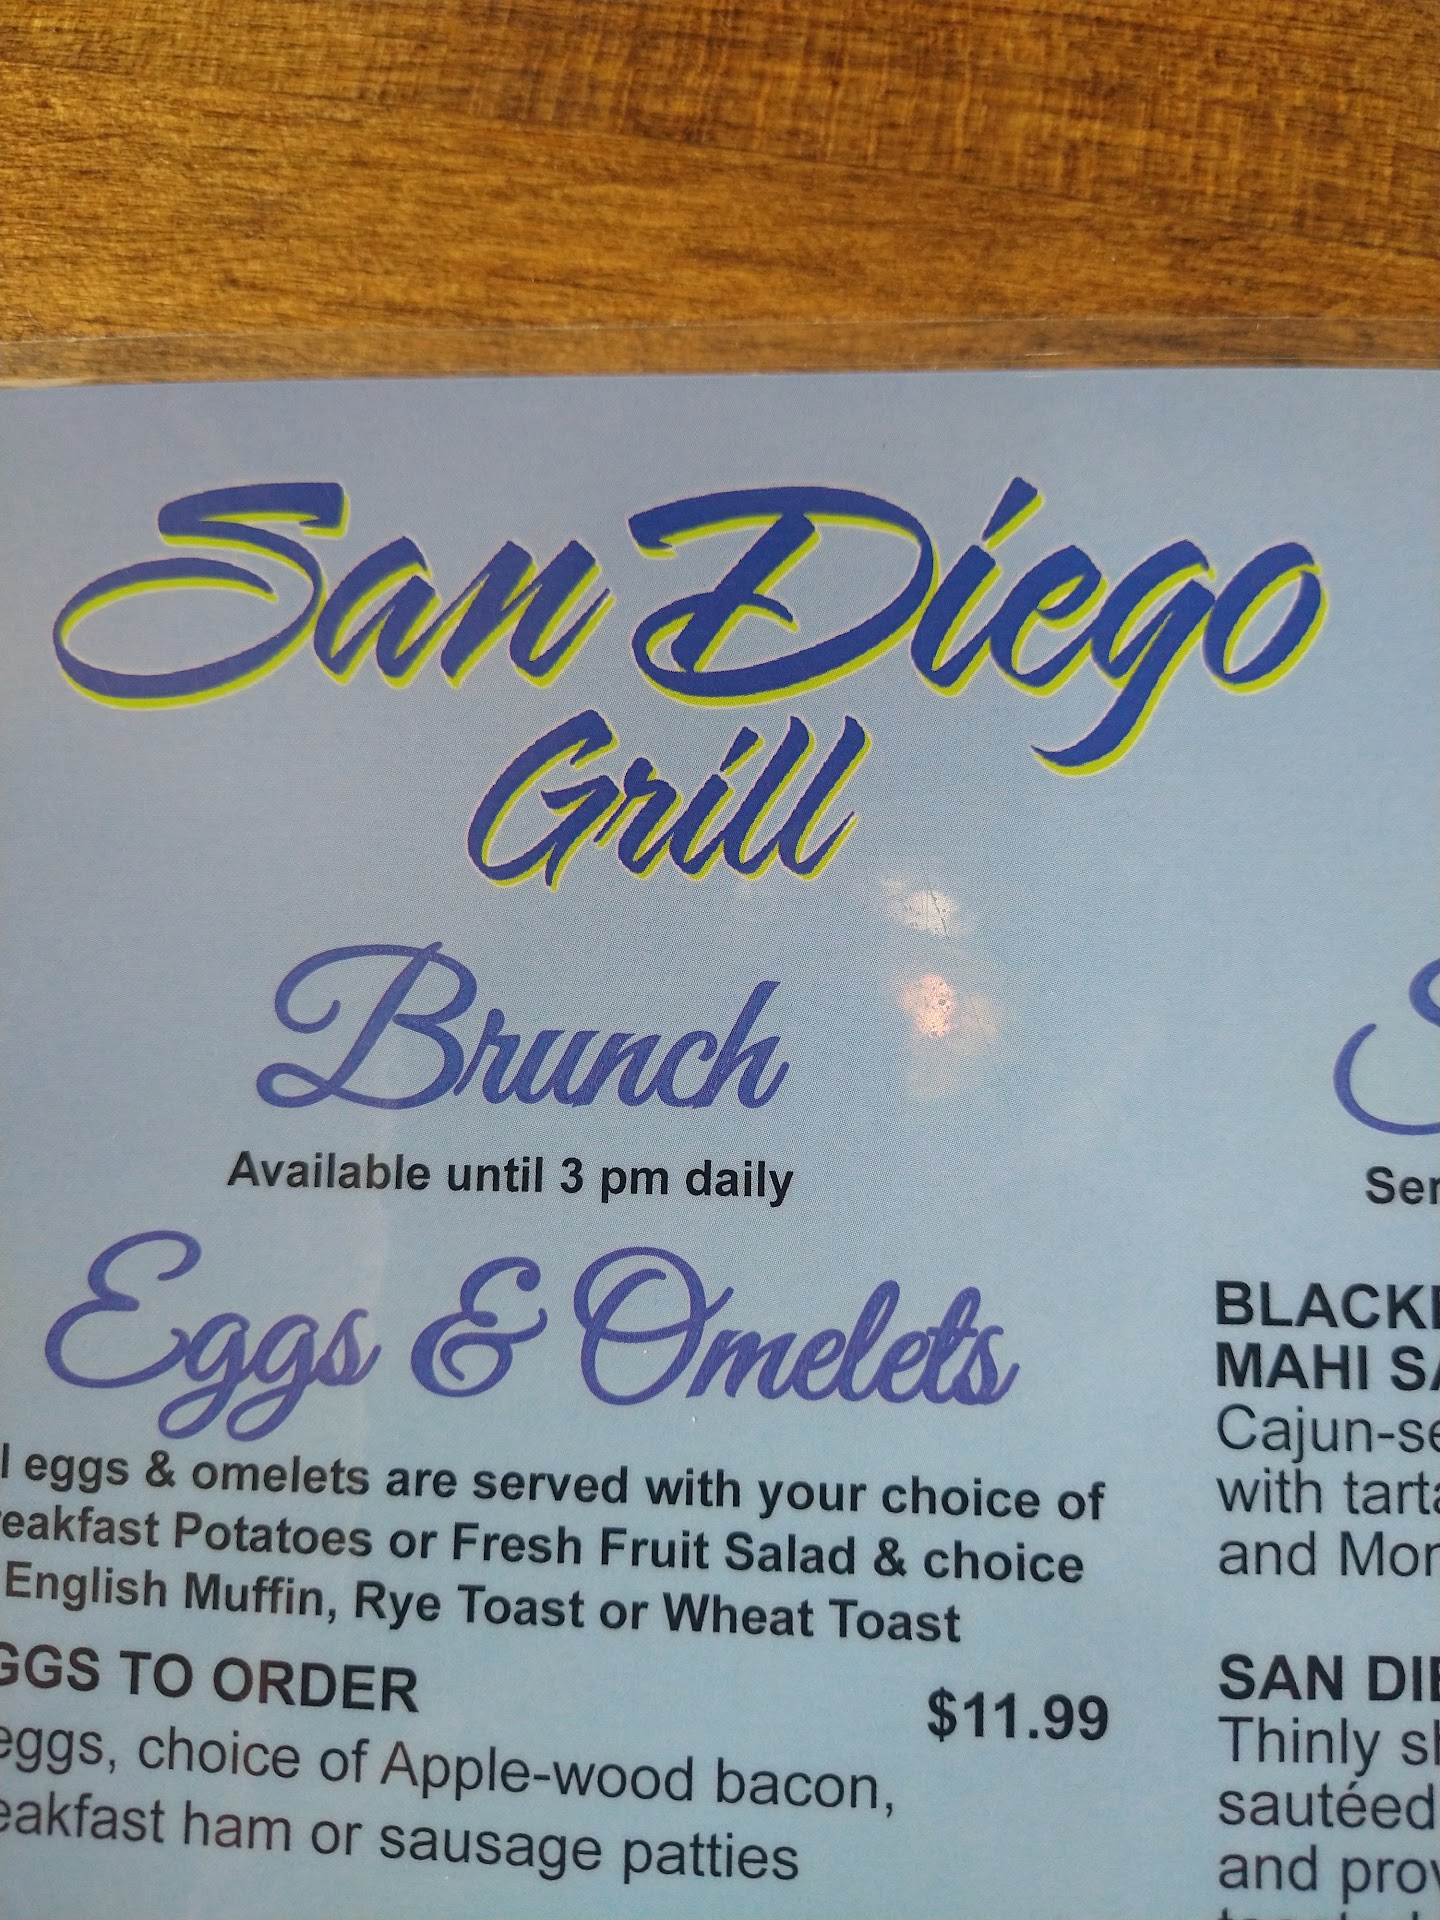 San Diego
Grill
Brunch
Available until 3 pm daily
Eggs & Omelets
eggs & omelets are served with your choice of
Potatoes or Fresh Fruit Salad & choice
English Muffin, Rye Toast or Wheat Toast
TO ORDER
$11.99
eggs, choice of Apple-wood bacon,
ham or sausage patties
MAHI
with
and
SAN
Thinly
sautéed
and